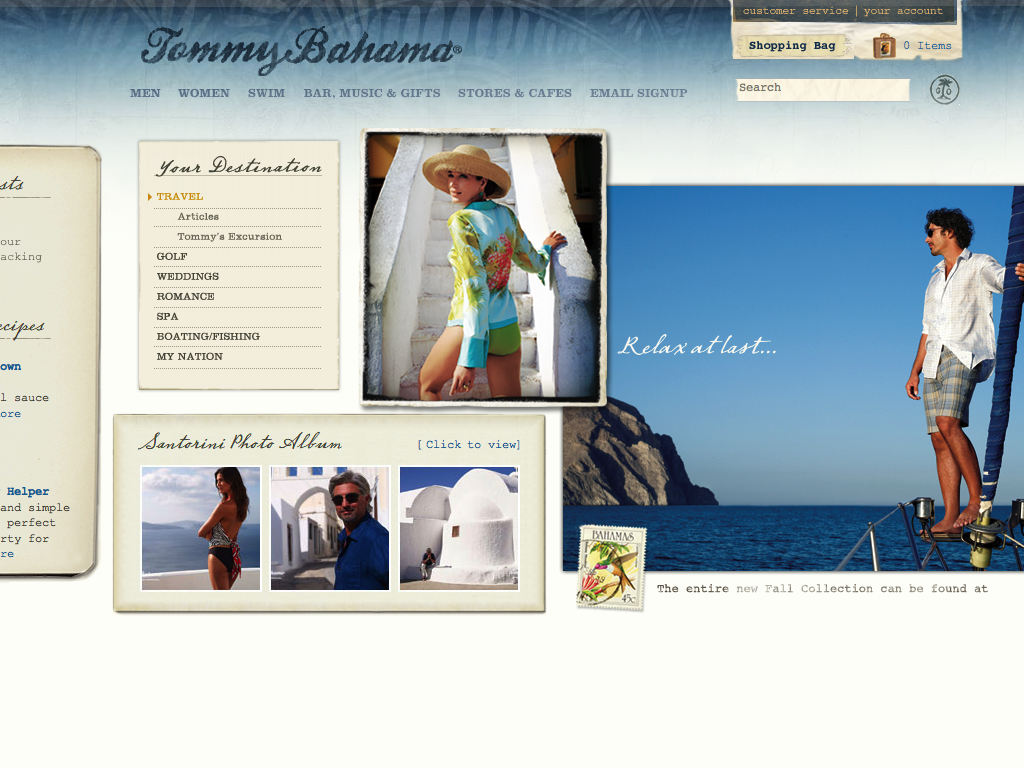 customer service | your account
Tommy Bahama®
Shopping Bag
0 Items
Search
MEN WOMEN SWIM BAR, MUSIC & GIFTS STORES & CAFES EMAIL SIGNUP
Your Destination
TRAVEL
Articles
Tommy's Excursion
GOLF
WEDDINGS
ROMANCE
SPA
BOATING/FISHING
MY NATION
Relax at last...
Santorini Photo Album
[ Click to view]
BAHAMAS
45c
The entire new Fall Collection can be found at
sts
our
acking
ecipes
own
l sauce
ore
Helper
and simple
perfect
rty for
re